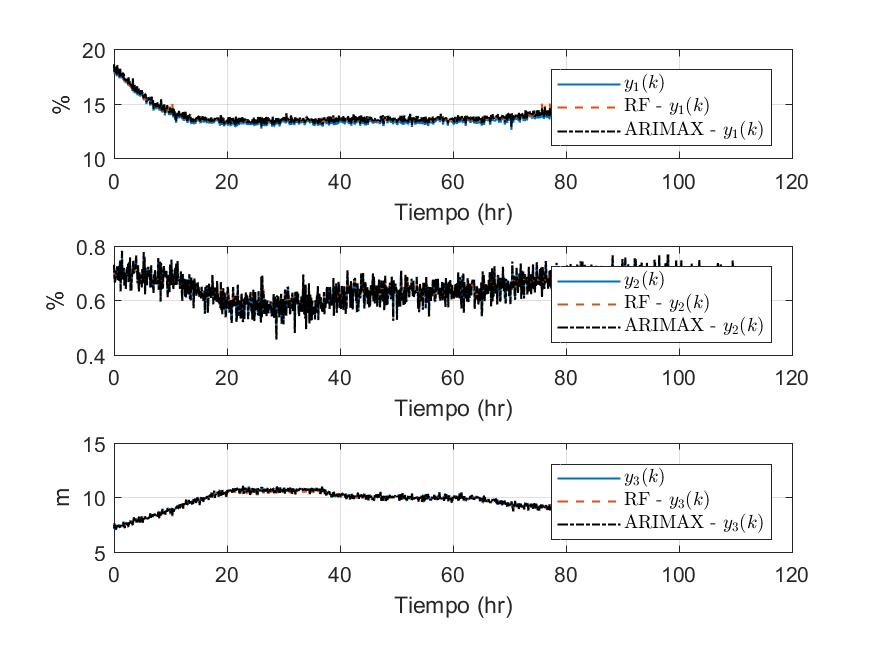 20
15
10
%
0 20 40 60 80 100 120
Tiempo (hr)
y₁(k)
RF - y₁(k)
ARIMAX - y₁(k)
0.8
0.6
0.4
%
0 20 40 60 80 100 120
Tiempo (hr)
y₂(k)
RF - y₂(k)
ARIMAX - y₂(k)
15
10
5
m
0 20 40 60 80 100 120
Tiempo (hr)
y₃(k)
RF - y₃(k)
ARIMAX - y₃(k)